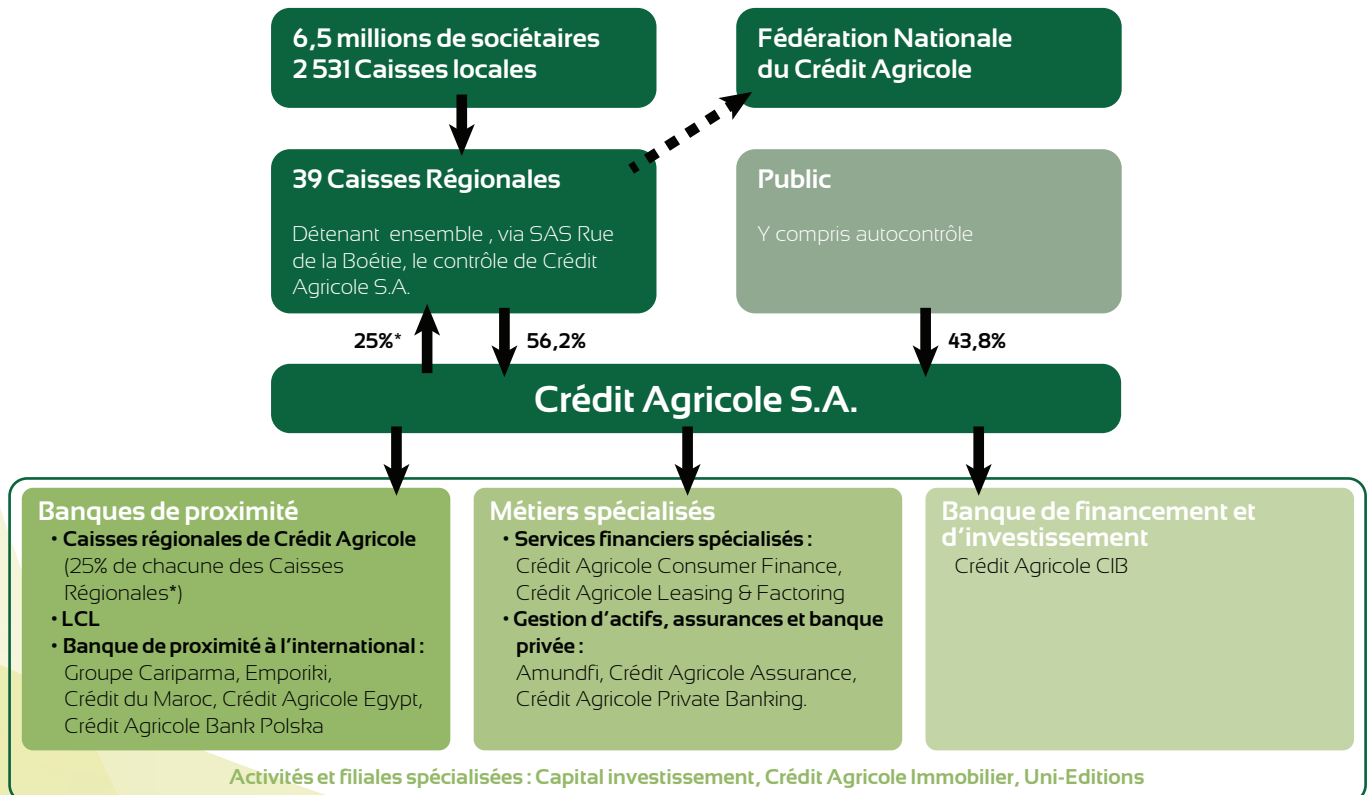 6,5 millions de sociétaires
2 531 Caisses locales
Fédération Nationale
du Crédit Agricole
39 Caisses Régionales
Détenant ensemble , via SAS Rue
de la Boétie, le contrôle de Crédit
Agricole S.A.
Public
Y compris autocontrôle
25%*
56,2%
43,8%
Crédit Agricole S.A.
Banques de proximité
• Caisses régionales de Crédit Agricole
(25% de chacune des Caisses
Régionales*)
• LCL
• Banque de proximité à l'international :
Groupe Cariparma, Emporiki,
Crédit du Maroc, Crédit Agricole Egypt,
Crédit Agricole Bank Polska
Métiers spécialisés
• Services financiers spécialisés :
Crédit Agricole Consumer Finance,
Crédit Agricole Leasing & Factoring
• Gestion d'actifs, assurances et banque
privée :
Amundfi, Crédit Agricole Assurance,
Crédit Agricole Private Banking.
Banque de financement et
d'investissement
Crédit Agricole CIB
Activités et filiales spécialisées : Capital investissement, Crédit Agricole Immobilier, Uni-Editions